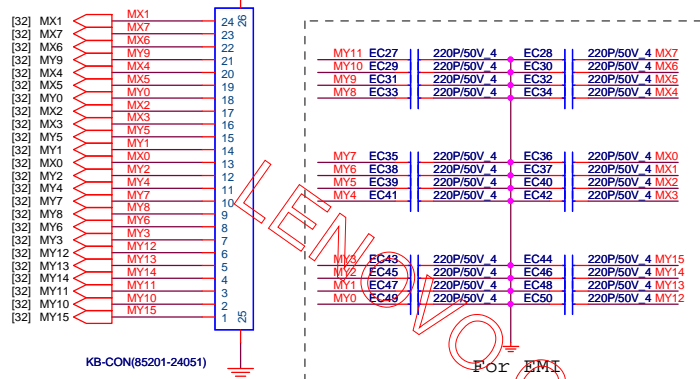 [32] MX1 MX1 24 26
[32] MX7 MX7 23
[32] MX6 MX6 22
[32] MY9 MY9 21
[32] MX4 MX4 20
[32] MX5 MX5 19
[32] MY0 MY0 18
[32] MX2 MX2 17
[32] MX3 MX3 16
[32] MY5 MY5 15
[32] MY1 MY1 14
[32] MX0 MX0 13
[32] MY2 MY2 12
[32] MY4 MY4 11
[32] MY7 MY7 10
[32] MY8 MY8 9
[32] MY6 MY6 8
[32] MY3 MY3 7
[32] MY12 MY12 6
[32] MY13 MY13 5
[32] MY14 MY14 4
[32] MY11 MY11 3
[32] MY10 MY10 2
[32] MY15 MY15 1 25
KB-CON(85201-24051)
MY11 EC27 220P/50V_4 EC28 220P/50V_4 MX7
MY10 EC29 220P/50V_4 EC30 220P/50V_4 MX6
MY9 EC31 220P/50V_4 EC32 220P/50V_4 MX5
MY8 EC33 220P/50V_4 EC34 220P/50V_4 MX4
MY7 EC35 220P/50V_4 EC36 220P/50V_4 MX0
MY6 EC38 220P/50V_4 EC37 220P/50V_4 MX1
MY5 EC39 220P/50V_4 EC40 220P/50V_4 MX2
MY4 EC41 220P/50V_4 EC42 220P/50V_4 MX3
MY3 EC43 220P/50V_4 EC44 220P/50V_4 MY15
MY2 EC45 220P/50V_4 EC46 220P/50V_4 MY14
MY1 EC47 220P/50V_4 EC48 220P/50V_4 MY13
MY0 EC49 220P/50V_4 EC50 220P/50V_4 MY12
For EMI
LENOVO